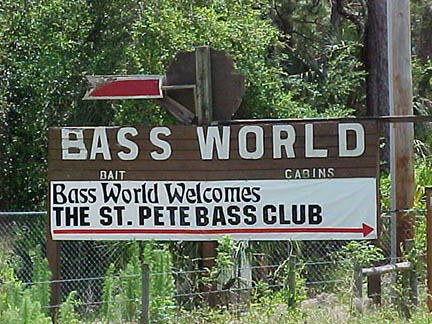 BASS WORLD
BAIT CABINS
Bass World Welcomes
THE ST. PETE BASS CLUB